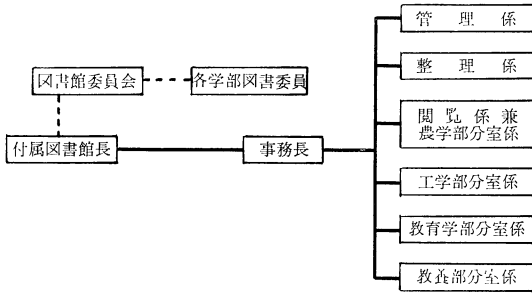 管理係
整理係
図書館委員会
各学部図書委員
閲覧係兼
農学部分室係
付属図書館長
事務長
工学部分室係
教育学部分室係
教養部分室係